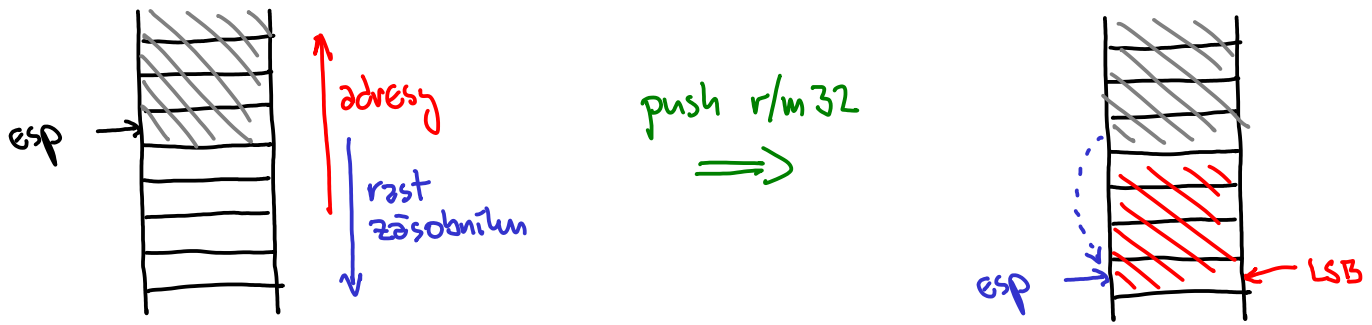 esp
adresy
rast
zásobníku
push r/m32
esp
LSB